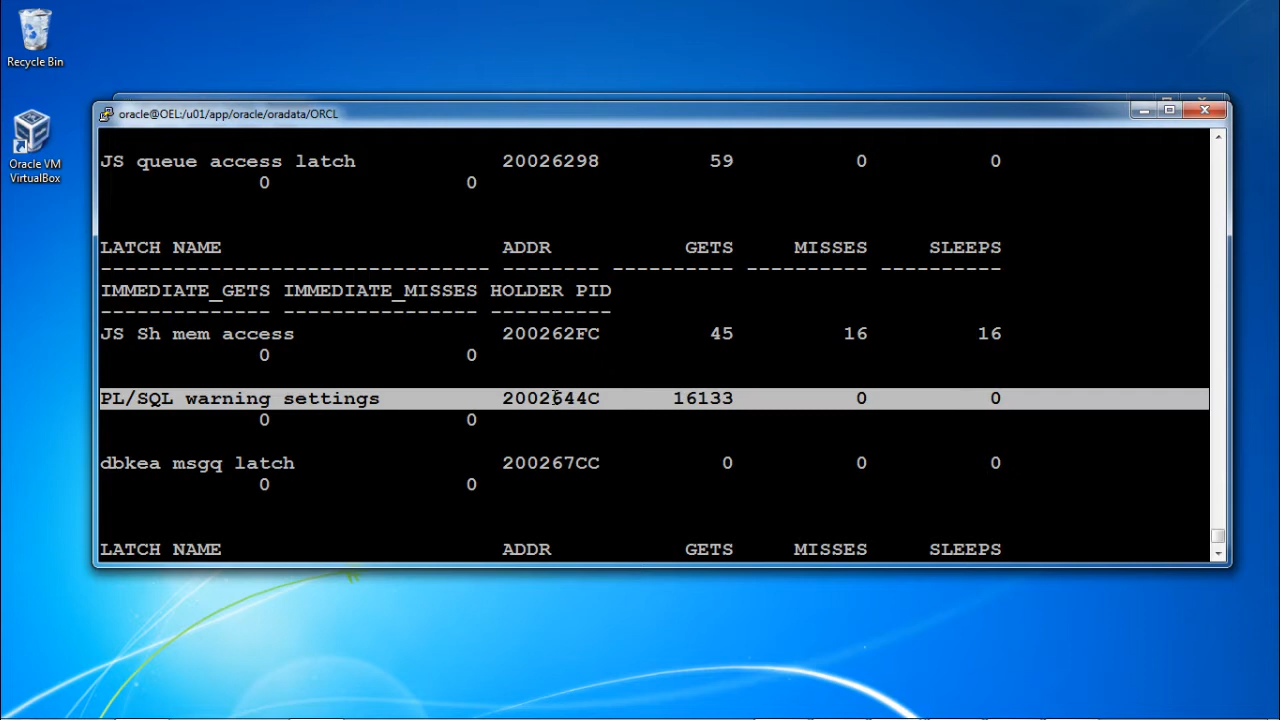 Recycle Bin
Oracle VM
VirtualBox
oracle@OEL:/u01/app/oracle/oradata/ORCL
JS queue access latch 20026298 59 0 0
0 0
LATCH NAME ADDR GETS MISSES SLEEPS
-------------------------------- -------- ---------- ---------- ----------
IMMEDIATE_GETS IMMEDIATE_MISSES HOLDER PID
-------------- ---------------- ----------
JS Sh mem access 200262FC 45 16 16
0 0
PL/SQL warning settings 2002644C 16133 0 0
0 0
dbkea msgq latch 200267CC 0 0 0
0 0
LATCH NAME ADDR GETS MISSES SLEEPS